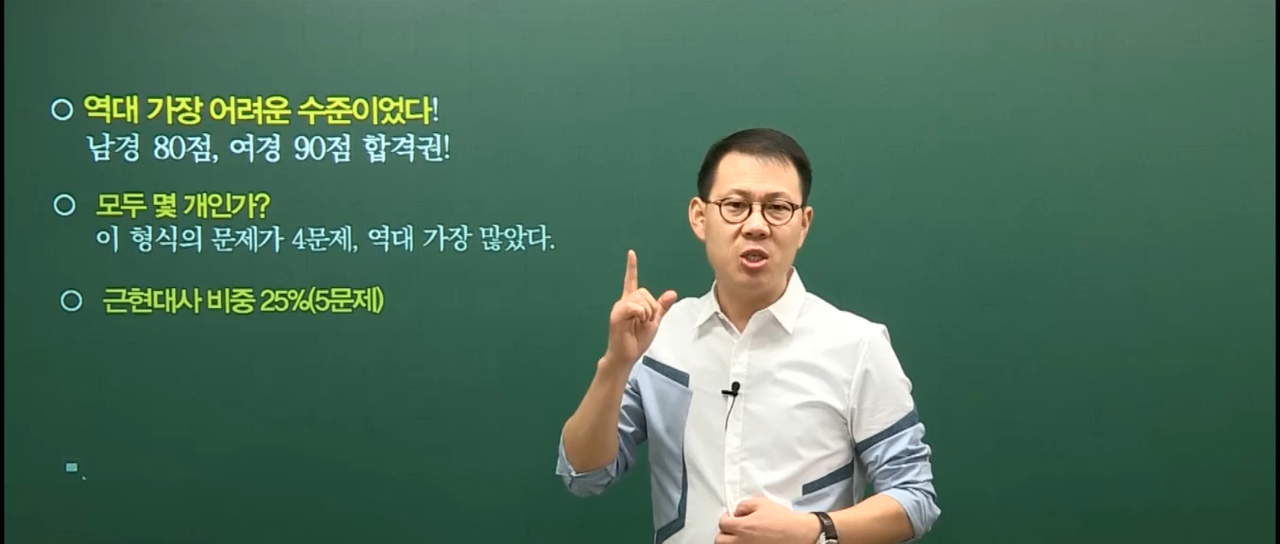 ○ 역대 가장 어려운 수준이었다!
남경 80점, 여경 90점 합격권!
○ 모두 몇 개인가?
이 형식의 문제가 4문제, 역대 가장 많았다.
○ 근현대사 비중 25%(5문제)